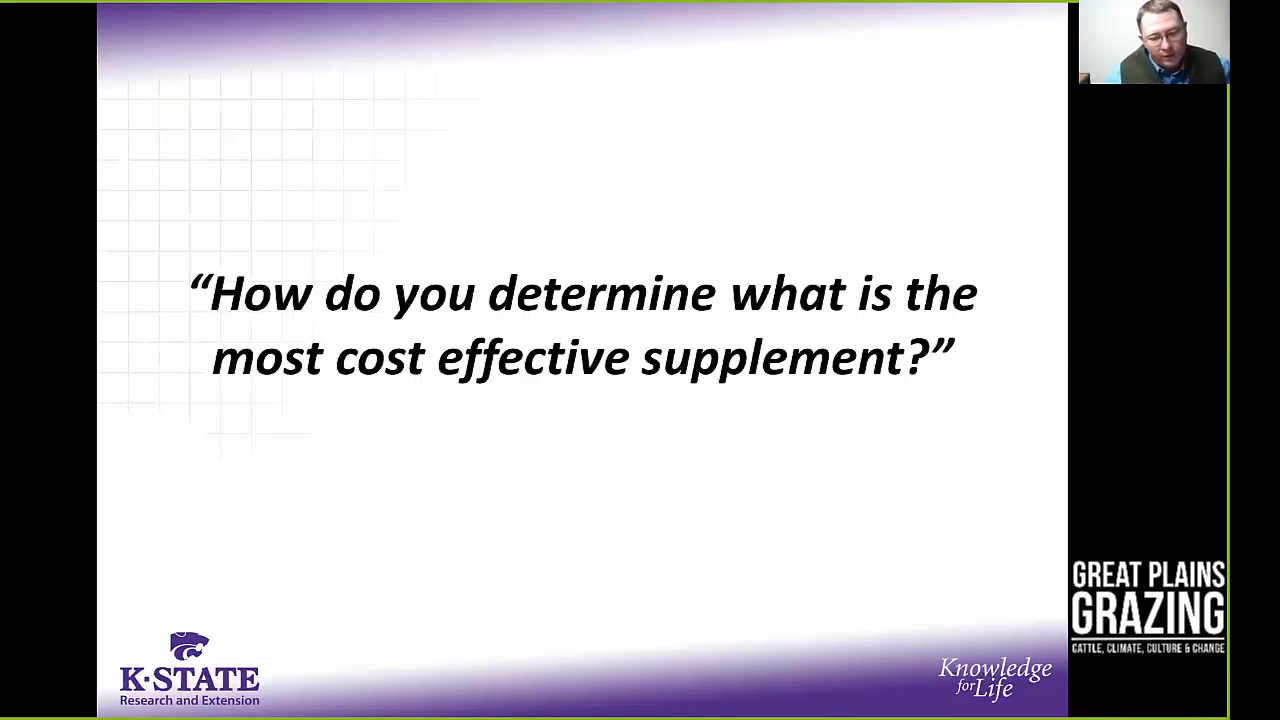 “How do you determine what is the
most cost effective supplement?”
GREAT PLAINS
GRAZING
CATTLE, CLIMATE, CULTURE & CHANGE
K-STATE
Research and Extension
Knowledge
for Life